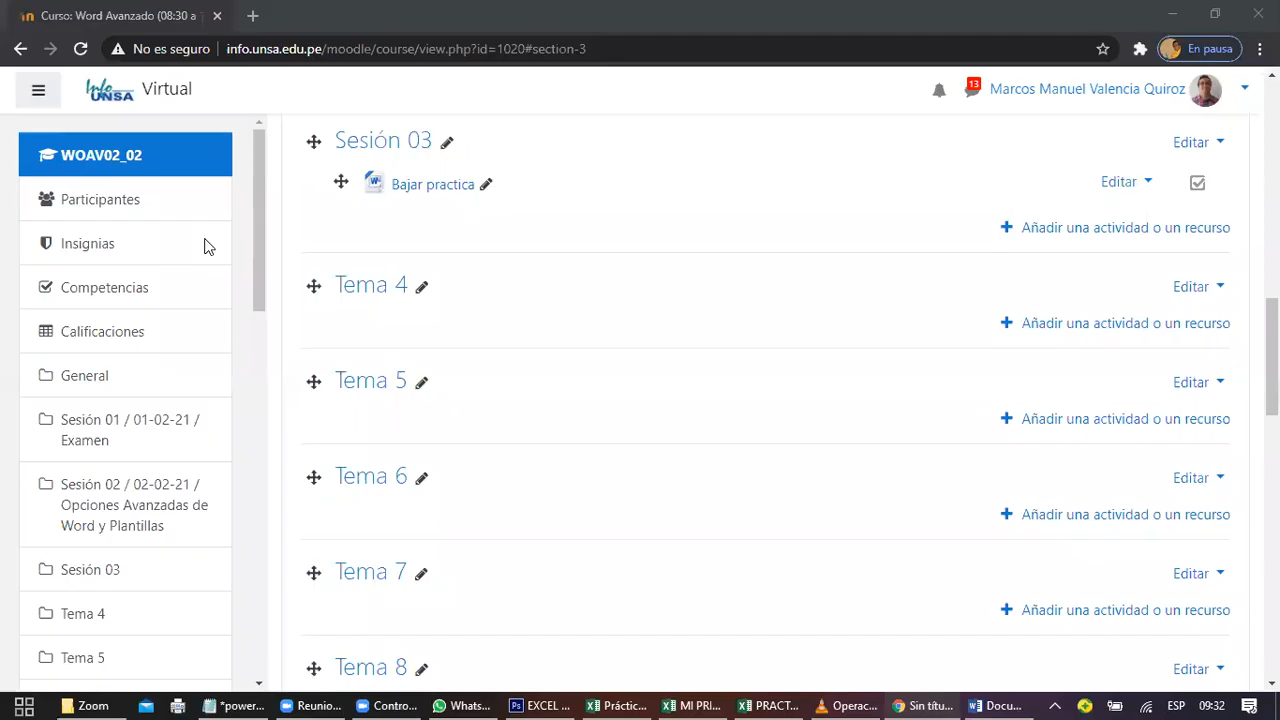 Curso: Word Avanzado (08:30 a
No es seguro
info.unsa.edu.pe/moodle/course/view.php?id=1020#section-3
En pausa
Info UNSA Virtual
13
Marcos Manuel Valencia Quiroz
WOAV02_02
Participantes
Insignias
Competencias
Calificaciones
General
Sesión 01 / 01-02-21 /
Examen
Sesión 02 / 02-02-21 /
Opciones Avanzadas de
Word y Plantillas
Sesión 03
Tema 4
Tema 5
Sesión 03
Editar
Bajar practica
Editar
Añadir una actividad o un recurso
Tema 4
Editar
Añadir una actividad o un recurso
Tema 5
Editar
Añadir una actividad o un recurso
Tema 6
Editar
Añadir una actividad o un recurso
Tema 7
Editar
Añadir una actividad o un recurso
Tema 8
Editar
Zoom
*power...
Reunio...
Contro...
Whats...
EXCEL ...
Práctic...
MI PRI...
PRACT...
Operac...
Sin títu...
Docu...
ESP
09:32